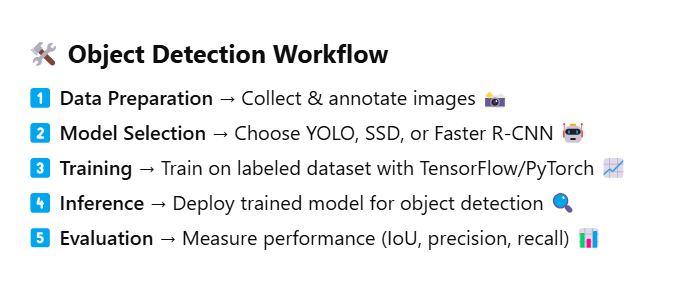 🛠️ Object Detection Workflow
1️⃣ Data Preparation → Collect & annotate images 📸
2️⃣ Model Selection → Choose YOLO, SSD, or Faster R-CNN 🤖
3️⃣ Training → Train on labeled dataset with TensorFlow/PyTorch 📈
4️⃣ Inference → Deploy trained model for object detection 🔍
5️⃣ Evaluation → Measure performance (IoU, precision, recall) 📊